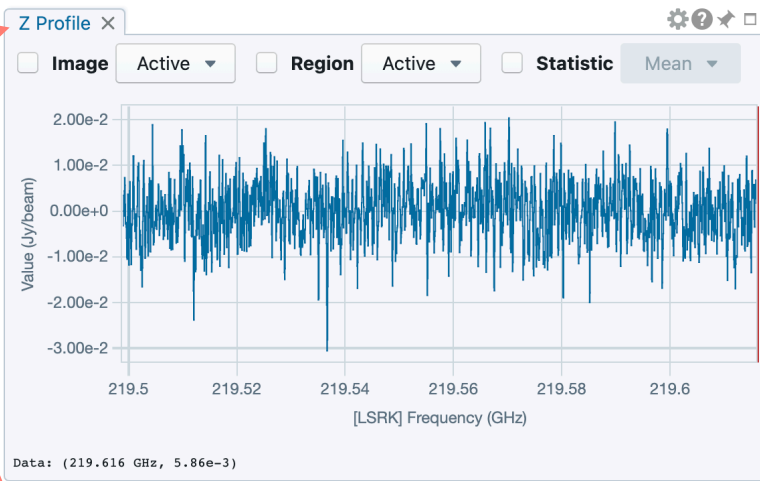 Z Profile
Image Active Region Active Statistic Mean
2.00e-2
1.00e-2
0.00e+0
-1.00e-2
-2.00e-2
-3.00e-2
Value (Jy/beam)
219.5 219.52 219.54 219.56 219.58 219.6
[LSRK] Frequency (GHz)
Data: (219.616 GHz, 5.86e-3)